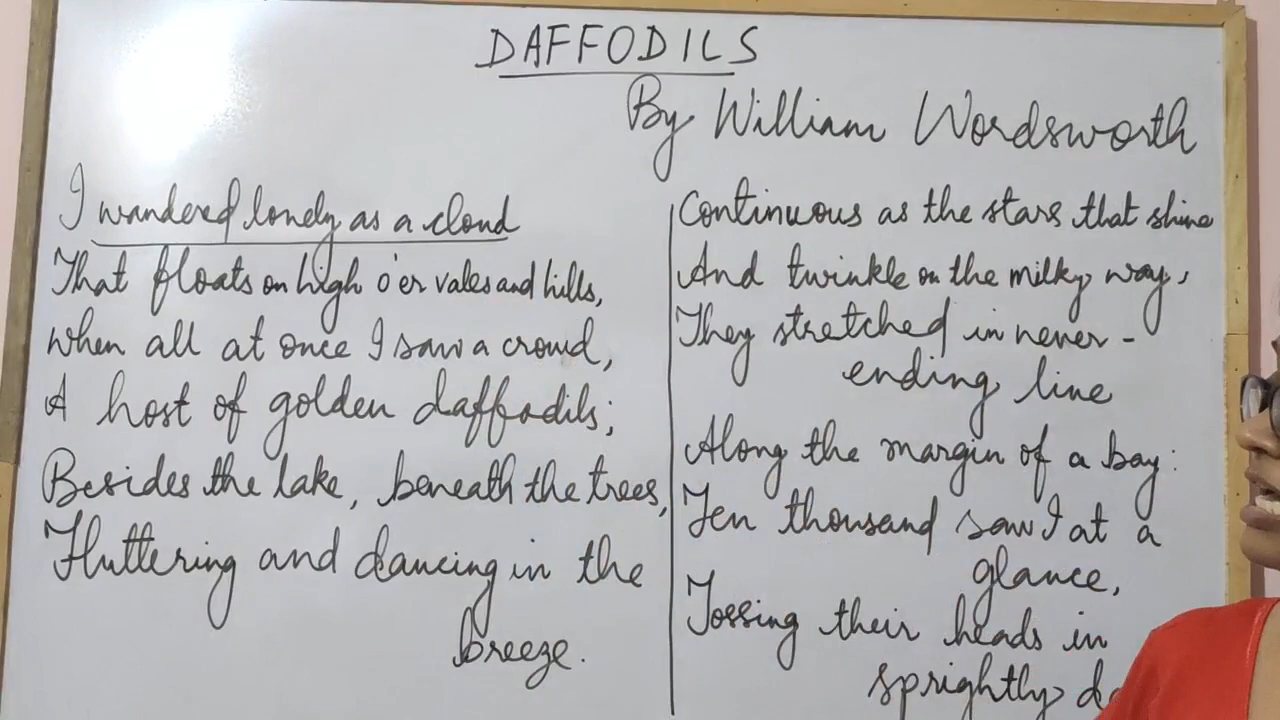 DAFFODILS
By William Wordsworth
I wandered lonely as a cloud
That floats on high o'er vales and hills,
When all at once I saw a crowd,
A host of golden daffodils;
Besides the lake, beneath the trees,
Fluttering and dancing in the
breeze.
Continuous as the stars that shine
And twinkle on the milky way,
They stretched in never-
ending line
Along the margin of a bay:
Ten thousand saw I at a
glance,
Tossing their heads in
sprightly